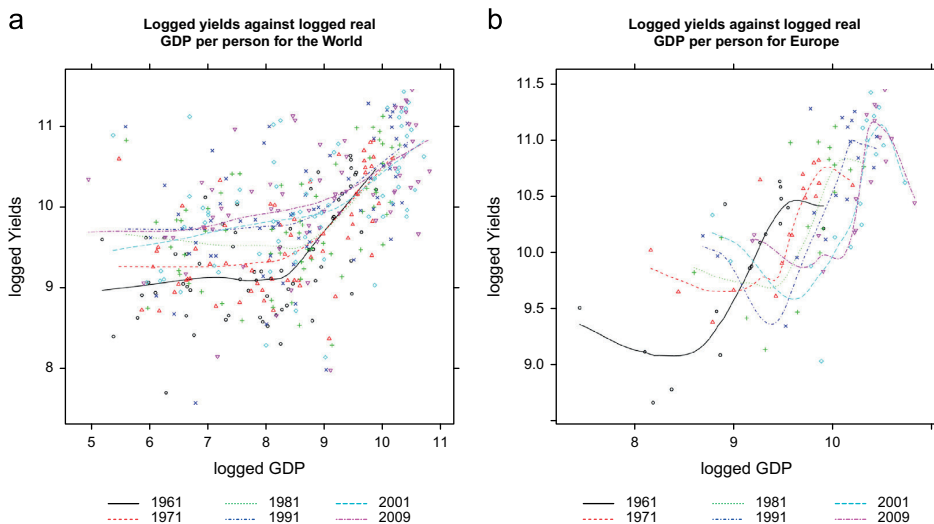 a
Logged yields against logged real
GDP per person for the World
logged Yields
11
10
9
8
5 6 7 8 9 10 11
logged GDP
1961 1981 2001
1971 1991 2009
b
Logged yields against logged real
GDP per person for Europe
logged Yields
11.5
11.0
10.5
10.0
9.5
9.0
8 9 10
logged GDP
1961 1981 2001
1971 1991 2009